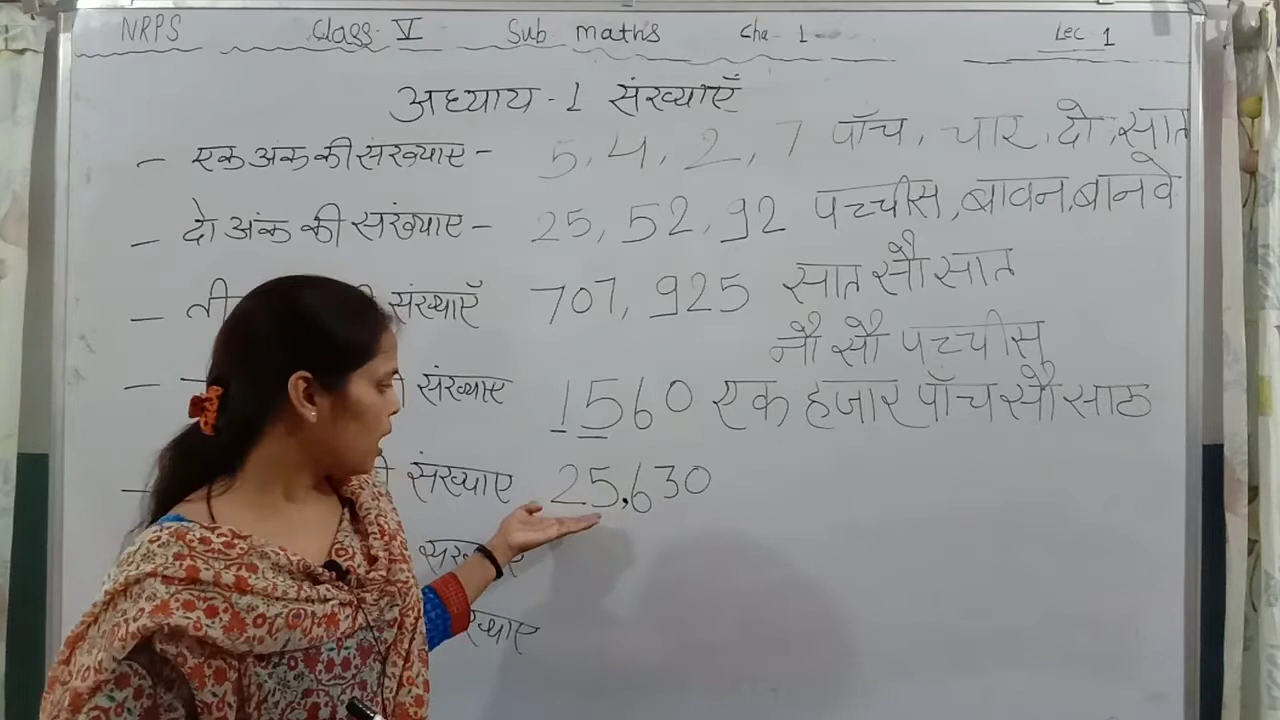 NRPS Class V Sub maths Cha- 1 Lec 1
अध्याय - 1 संख्याएँ
- एक अंक की संख्याए - 5, 4, 2, 7 पाँच, चार, दो, सात
- दो अंक की संख्याए - 25, 52, 92 पच्चीस, बावन, बानवे
- संख्याएँ 707, 925 सात सौ सात
नौ सौ पच्चीस
- संख्याए 1560 एक हजार पाँच सौ साठ
- संख्याए 25,630